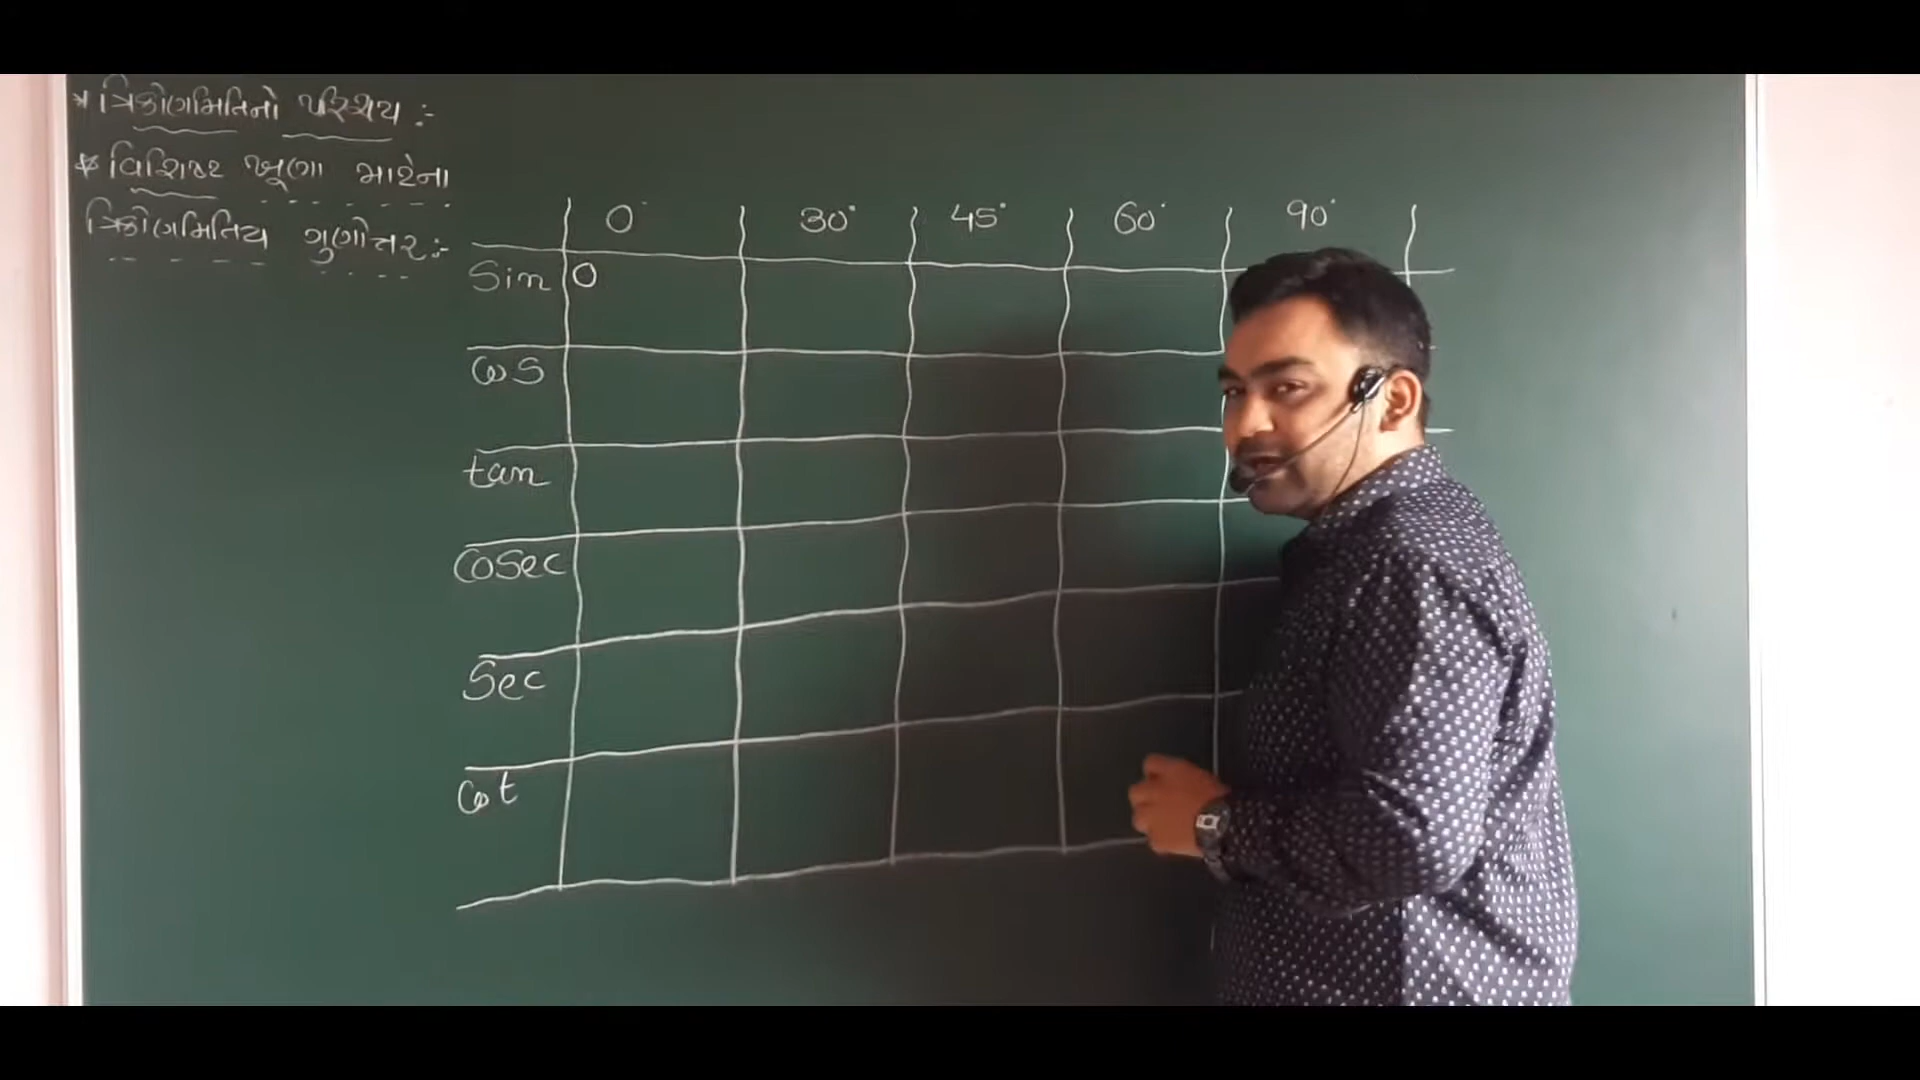 * ત્રિકોણમિતિનો પરિચય :-
* વિશિષ્ટ ખૂણા માટેના
ત્રિકોણમિતિય ગુણોત્તર :-
0° 30° 45° 60° 90°
Sin 0
Cos
tan
Cosec
Sec
Cot